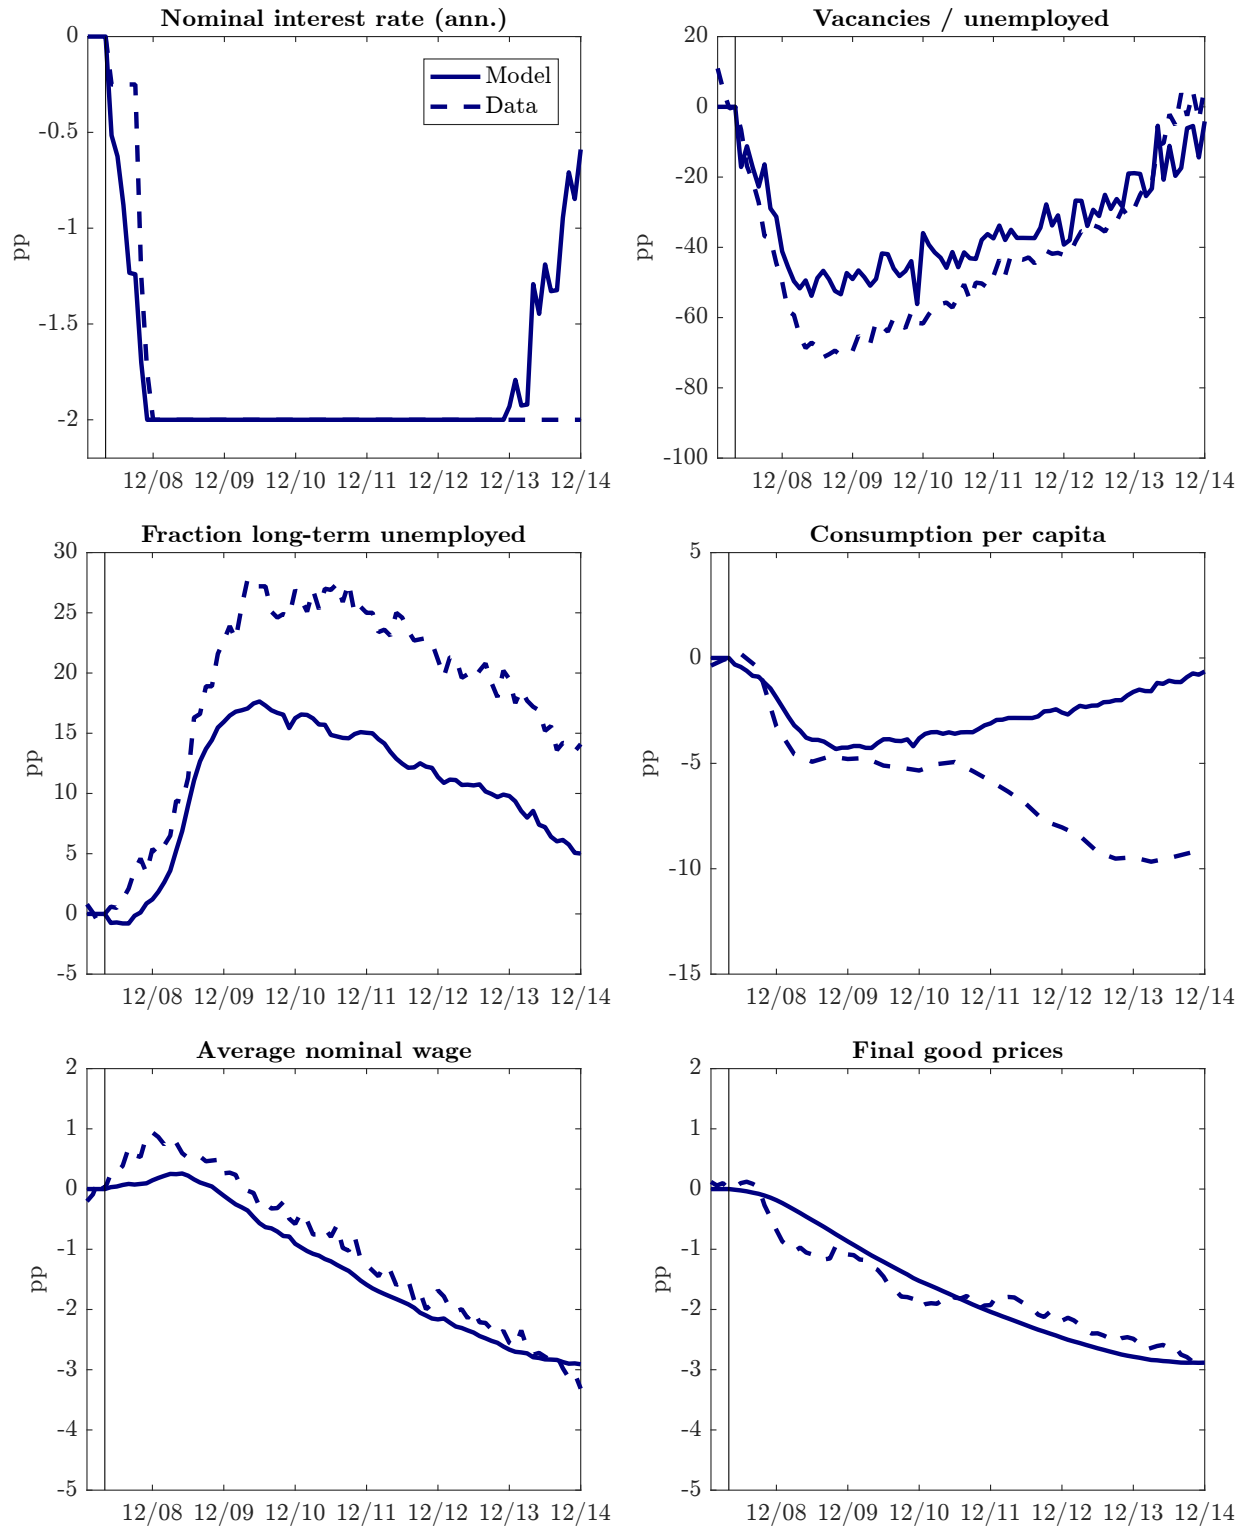 Nominal interest rate (ann.)
0
-0.5
-1
-1.5
-2
pp
Model
Data
12/08 12/09 12/10 12/11 12/12 12/13 12/14
Vacancies / unemployed
20
0
-20
-40
-60
-80
-100
pp
12/08 12/09 12/10 12/11 12/12 12/13 12/14
Fraction long-term unemployed
30
25
20
15
10
5
0
-5
pp
12/08 12/09 12/10 12/11 12/12 12/13 12/14
Consumption per capita
5
0
-5
-10
-15
pp
12/08 12/09 12/10 12/11 12/12 12/13 12/14
Average nominal wage
2
1
0
-1
-2
-3
-4
-5
pp
12/08 12/09 12/10 12/11 12/12 12/13 12/14
Final good prices
2
1
0
-1
-2
-3
-4
-5
pp
12/08 12/09 12/10 12/11 12/12 12/13 12/14